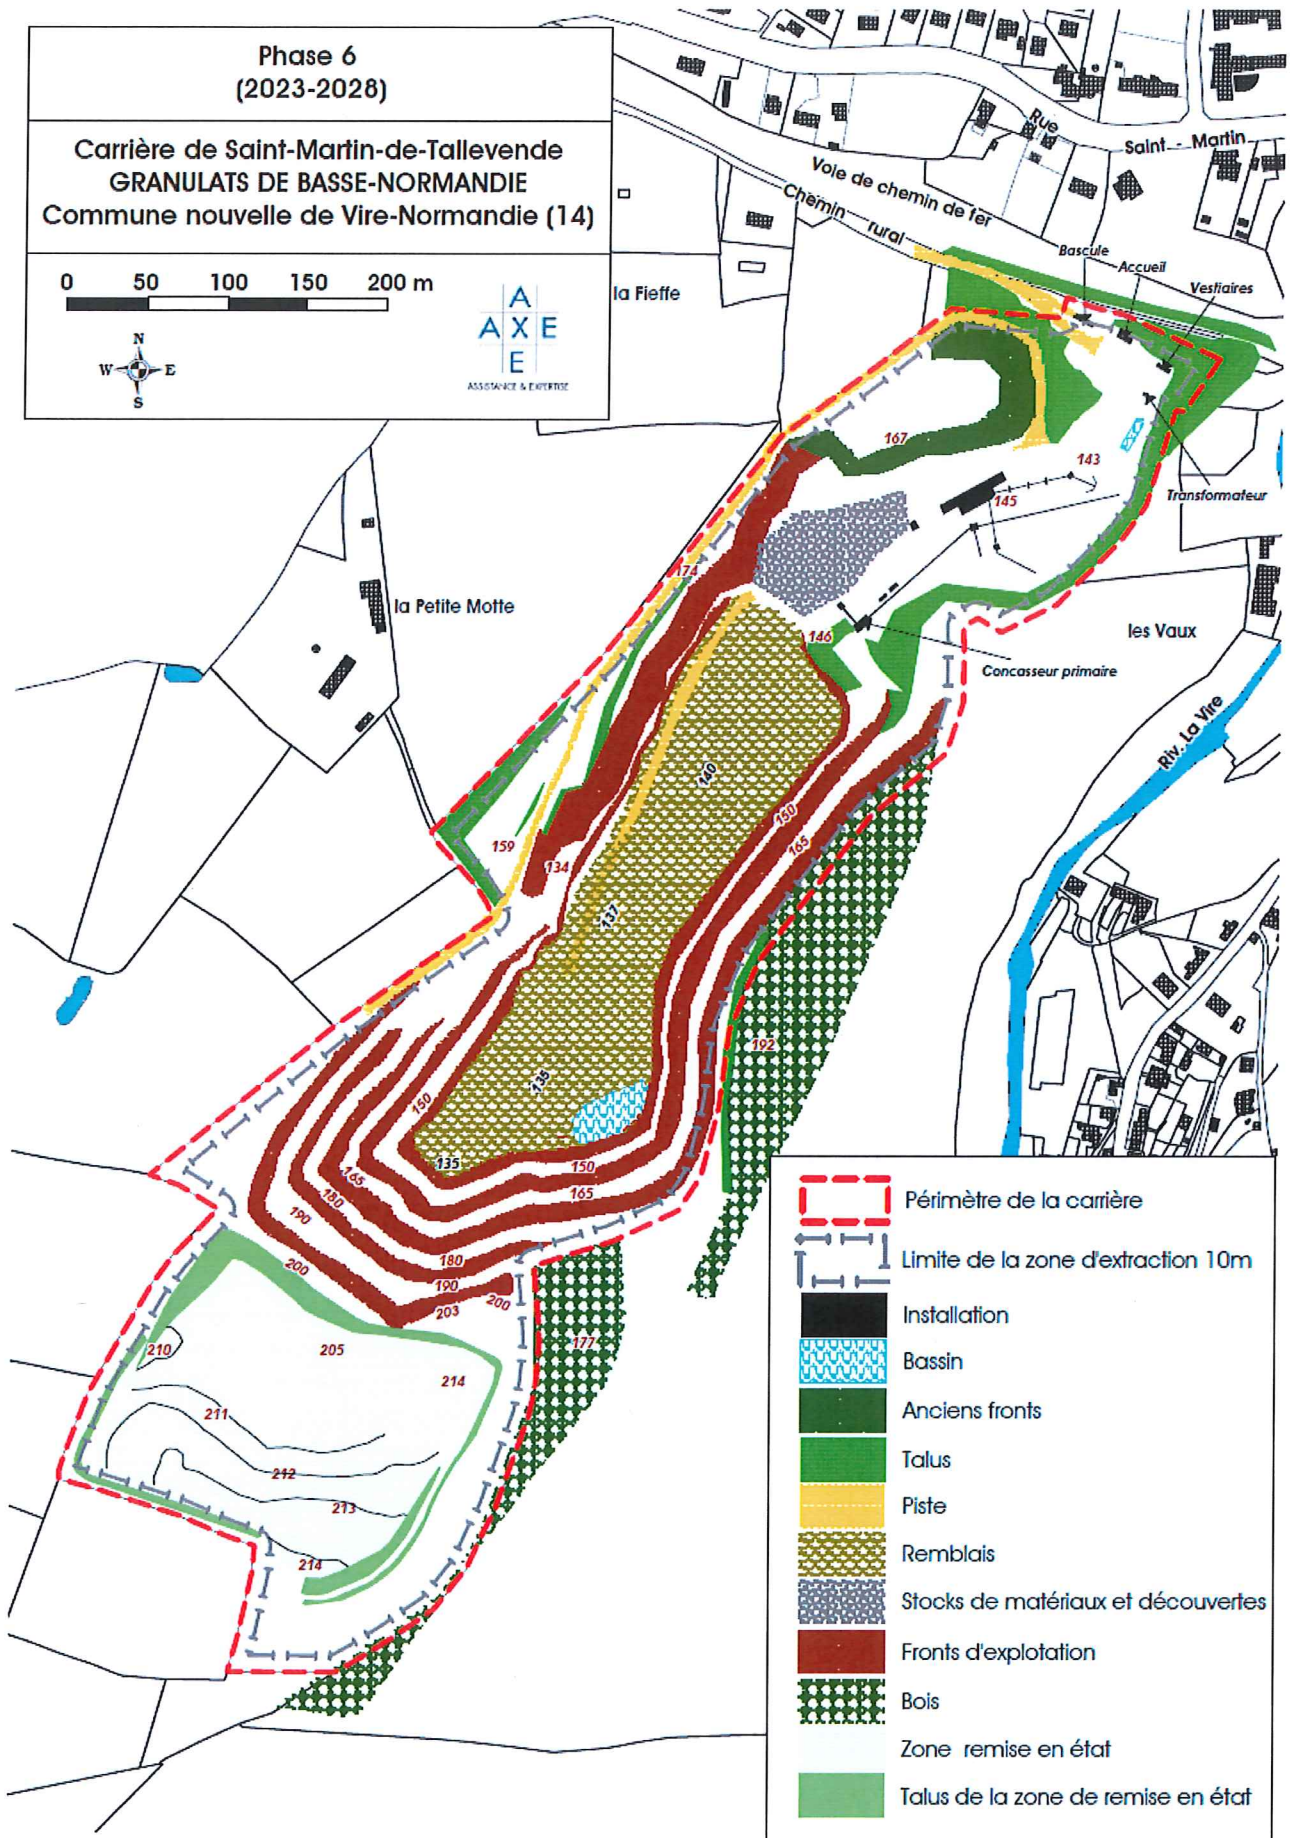 Phase 6
(2023-2028)
Carrière de Saint-Martin-de-Tallevende
GRANULATS DE BASSE-NORMANDIE
Commune nouvelle de Vire-Normandie (14)
0 50 100 150 200 m
N
W E
S
A
A X E
E
ASSISTANCE & EXPERTISE
Rue
Saint - Martin
Voie de chemin de fer
Chemin rural
Bascule
Accueil
Vestiaires
la Fieffe
167
143
145
Transformateur
174
la Petite Motte
146
les Vaux
Concasseur primaire
Riv. La Vire
140
150
165
159
134
137
192
135
150
135
150
165
165
180
190
180
190
200
200
203
177
210
205
214
211
212
213
214
Périmètre de la carrière
Limite de la zone d'extraction 10m
Installation
Bassin
Anciens fronts
Talus
Piste
Remblais
Stocks de matériaux et découvertes
Fronts d'explotation
Bois
Zone remise en état
Talus de la zone de remise en état